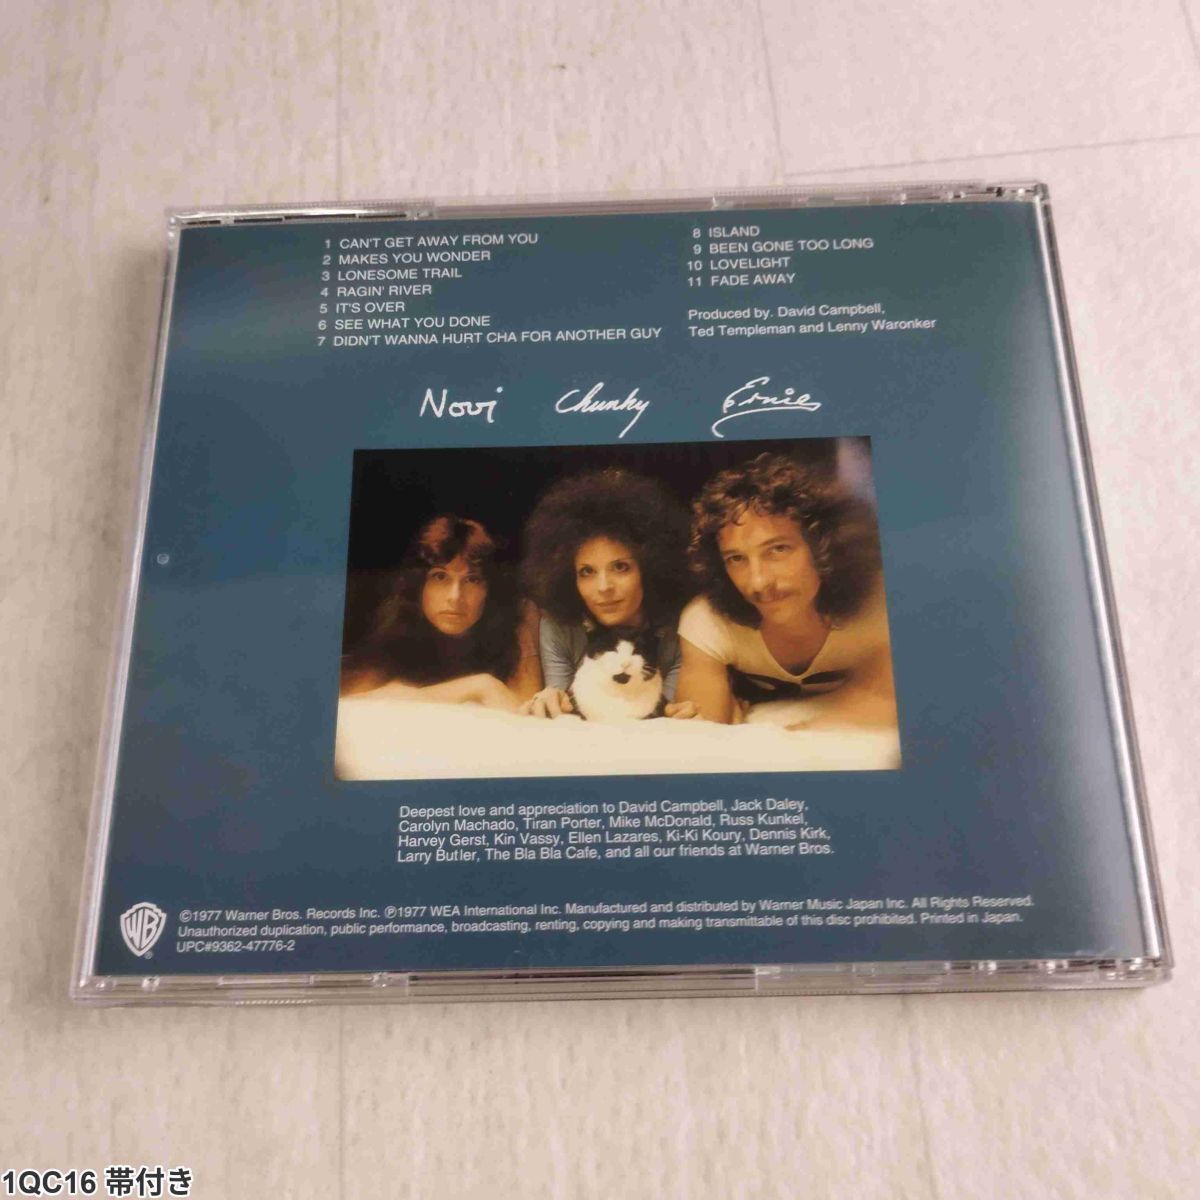 1 CAN'T GET AWAY FROM YOU
2 MAKES YOU WONDER
3 LONESOME TRAIL
4 RAGIN' RIVER
5 IT'S OVER
6 SEE WHAT YOU DONE
7 DIDN'T WANNA HURT CHA FOR ANOTHER GUY
8 ISLAND
9 BEEN GONE TOO LONG
10 LOVELIGHT
11 FADE AWAY
Produced by. David Campbell,
Ted Templeman and Lenny Waronker
Novi Chunky Ernie
Deepest love and appreciation to David Campbell, Jack Daley,
Carolyn Machado, Tiran Porter, Mike McDonald, Russ Kunkel,
Harvey Gerst, Kin Vassy, Ellen Lazares, Ki-Ki Koury, Dennis Kirk,
Larry Butler, The Bla Bla Cafe, and all our friends at Warner Bros.
WB
©1977 Warner Bros. Records Inc. ℗1977 WEA International Inc. Manufactured and distributed by Warner Music Japan Inc. All Rights Reserved.
Unauthorized duplication, public performance, broadcasting, renting, copying and making transmittable of this disc prohibited. Printed in Japan.
UPC#9362-47776-2
1QC16 帯付き